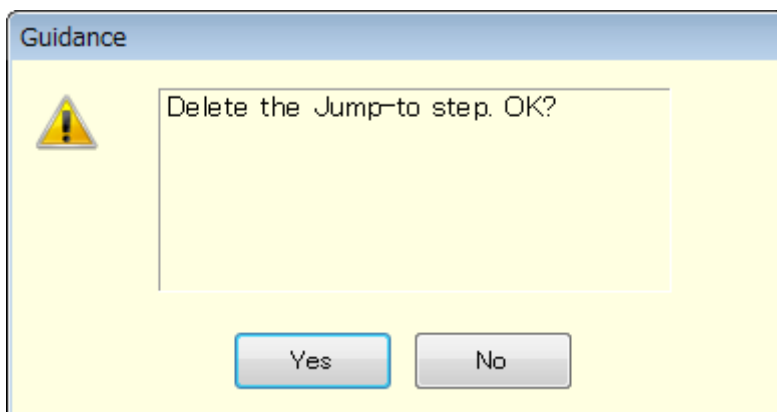 Guidance
Delete the Jump-to step. OK?
Yes
No